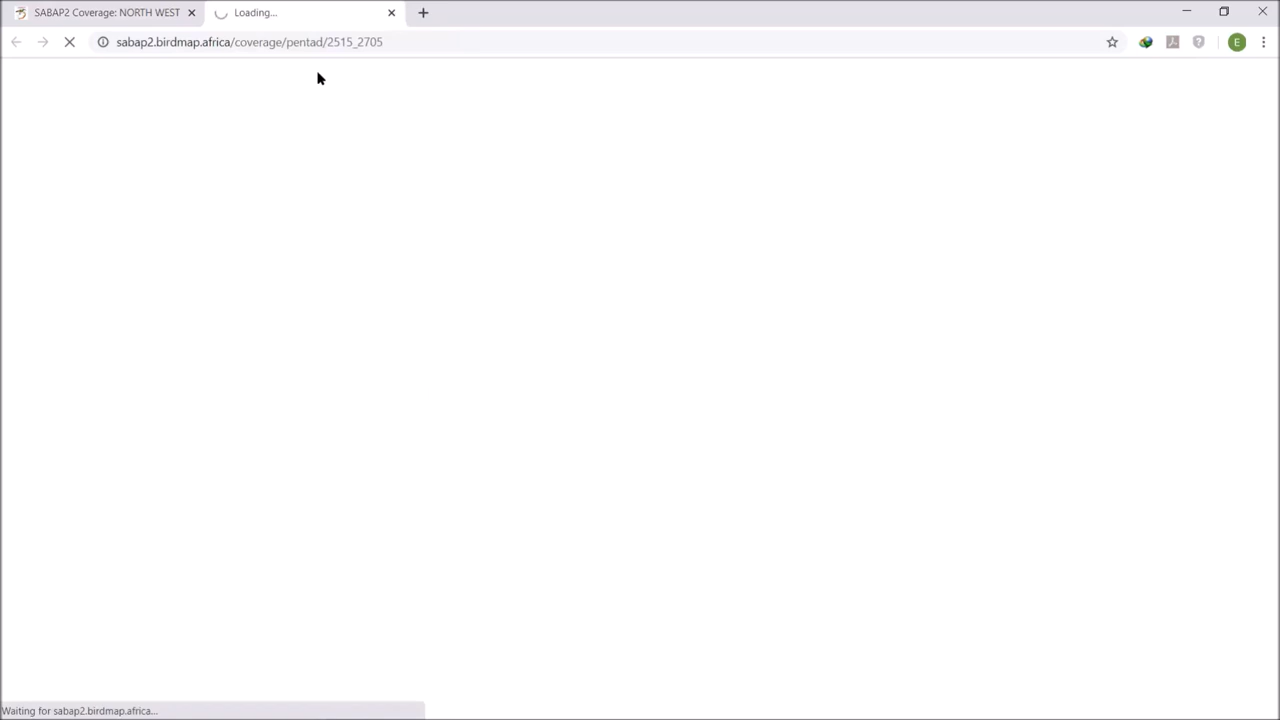 SABAP2 Coverage: NORTH WEST
Loading...
sabap2.birdmap.africa/coverage/pentad/2515_2705
E
Waiting for sabap2.birdmap.africa...